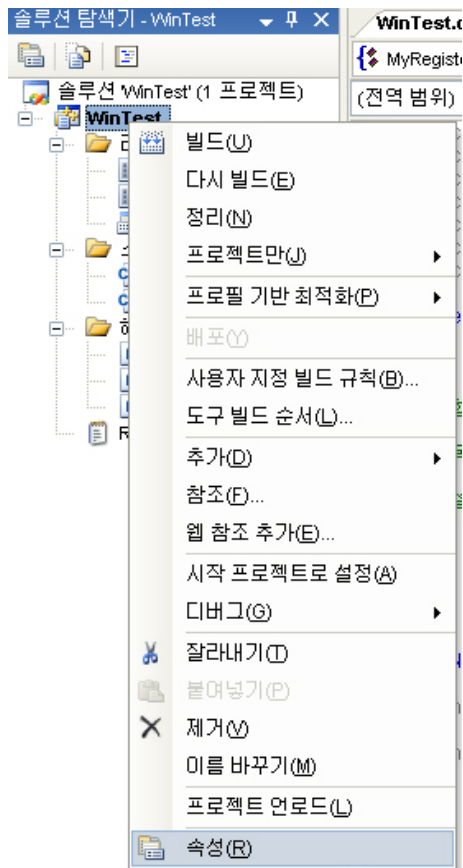 솔루션 탐색기 - WinTest
WinTest.c
MyRegiste
솔루션 'WinTest' (1 프로젝트)
(전역 범위)
WinTest
빌드(U)
다시 빌드(E)
정리(N)
프로젝트만(J)
프로필 기반 최적화(P)
배포(Y)
사용자 지정 빌드 규칙(B)...
도구 빌드 순서(L)...
추가(D)
참조(F)...
웹 참조 추가(E)...
시작 프로젝트로 설정(A)
디버그(G)
잘라내기(T)
붙여넣기(P)
제거(V)
이름 바꾸기(M)
프로젝트 언로드(L)
속성(R)